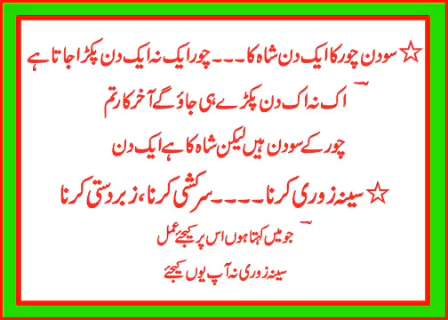 ☆ سو دن چور کا ایک دن شاہ کا۔۔۔ چور ایک نہ ایک دن پکڑا جاتا ہے
اک نہ اک دن پکڑے ہی جاؤ گے آخر کار تم
چور کے سو دن ہیں لیکن شاہ کا ہے ایک دن
☆ سینہ زوری کرنا۔۔۔۔ سرکشی کرنا، زبردستی کرنا
جو میں کہتا ہوں اس پر کیجئے عمل
سینہ زوری نہ آپ یوں کیجئے